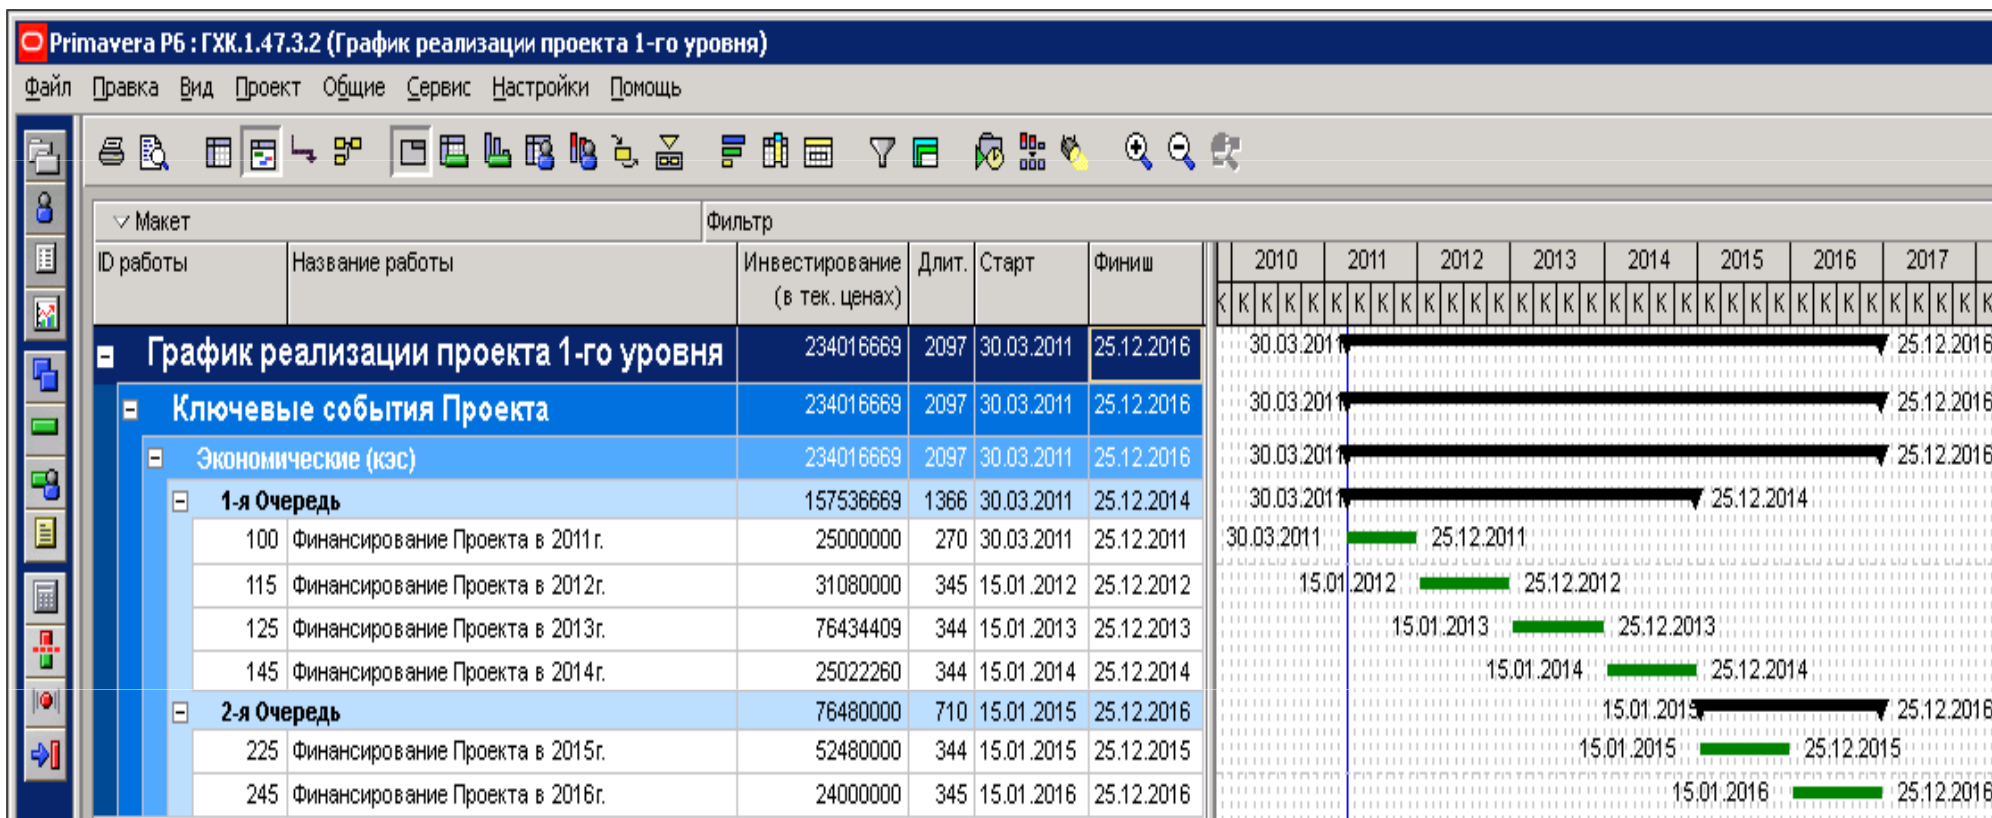 Primavera P6 : ГХК.1.47.3.2 (График реализации проекта 1-го уровня)
Файл Правка Вид Проект Общие Сервис Настройки Помощь
Макет Фильтр
ID работы Название работы Инвестирование (в тек. ценах) Длит. Старт Финиш 2010 2011 2012 2013 2014 2015 2016 2017
К К К К К К К К К К К К К К К К К К К К К К К К К К К К К К К К К К
График реализации проекта 1-го уровня 234016669 2097 30.03.2011 25.12.2016 30.03.2011 25.12.2016
Ключевые события Проекта 234016669 2097 30.03.2011 25.12.2016 30.03.2011 25.12.2016
Экономические (кэс) 234016669 2097 30.03.2011 25.12.2016 30.03.2011 25.12.2016
1-я Очередь 157536669 1366 30.03.2011 25.12.2014 30.03.2011 25.12.2014
100 Финансирование Проекта в 2011г. 25000000 270 30.03.2011 25.12.2011 30.03.2011 25.12.2011
115 Финансирование Проекта в 2012г. 31080000 345 15.01.2012 25.12.2012 15.01.2012 25.12.2012
125 Финансирование Проекта в 2013г. 76434409 344 15.01.2013 25.12.2013 15.01.2013 25.12.2013
145 Финансирование Проекта в 2014г. 25022260 344 15.01.2014 25.12.2014 15.01.2014 25.12.2014
2-я Очередь 76480000 710 15.01.2015 25.12.2016 15.01.2015 25.12.2016
225 Финансирование Проекта в 2015г. 52480000 344 15.01.2015 25.12.2015 15.01.2015 25.12.2015
245 Финансирование Проекта в 2016г. 24000000 345 15.01.2016 25.12.2016 15.01.2016 25.12.2016